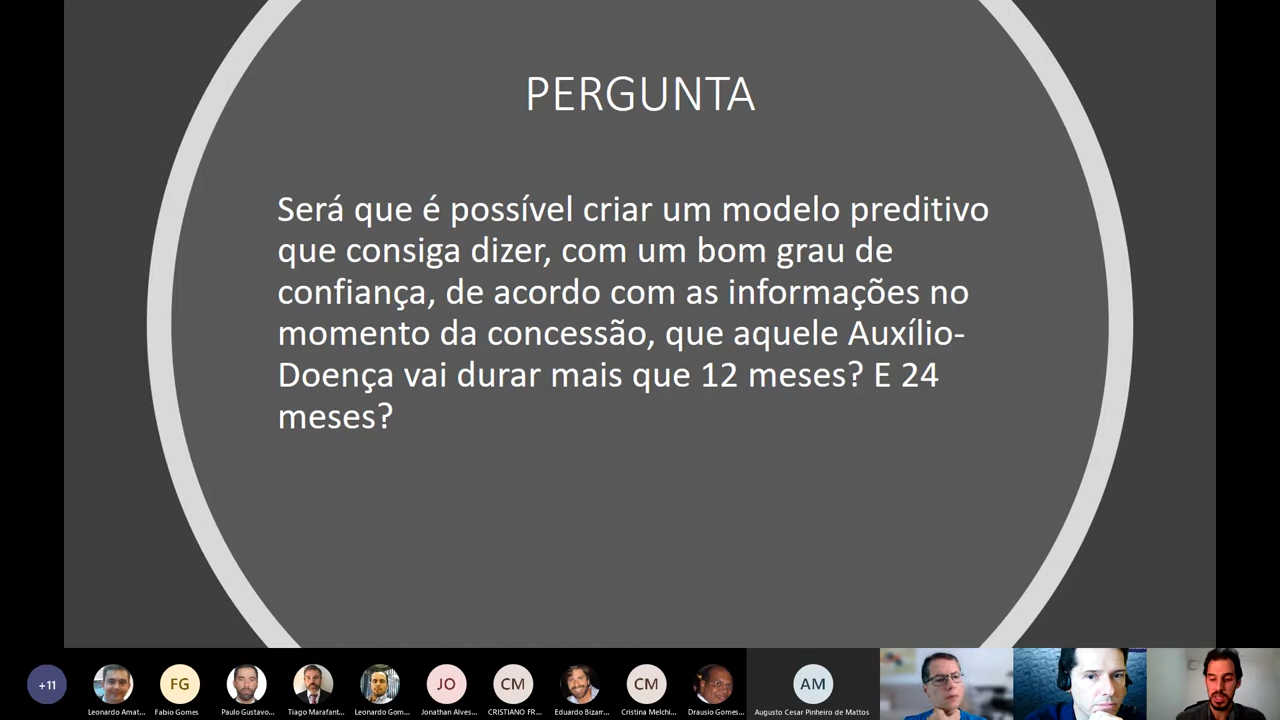 PERGUNTA
Será que é possível criar um modelo preditivo
que consiga dizer, com um bom grau de
confiança, de acordo com as informações no
momento da concessão, que aquele Auxílio-
Doença vai durar mais que 12 meses? E 24
meses?
+11
FG
JO
CM
CM
AM
Leonardo Amat...
Fabio Gomes
Paulo Gustavo...
Tiago Marafant...
Leonardo Gom...
Jonathan Alves...
CRISTIANO FR...
Eduardo Bizarr...
Cristina Melchi...
Drausio Gomes...
Augusto Cesar Pinheiro de Mattos